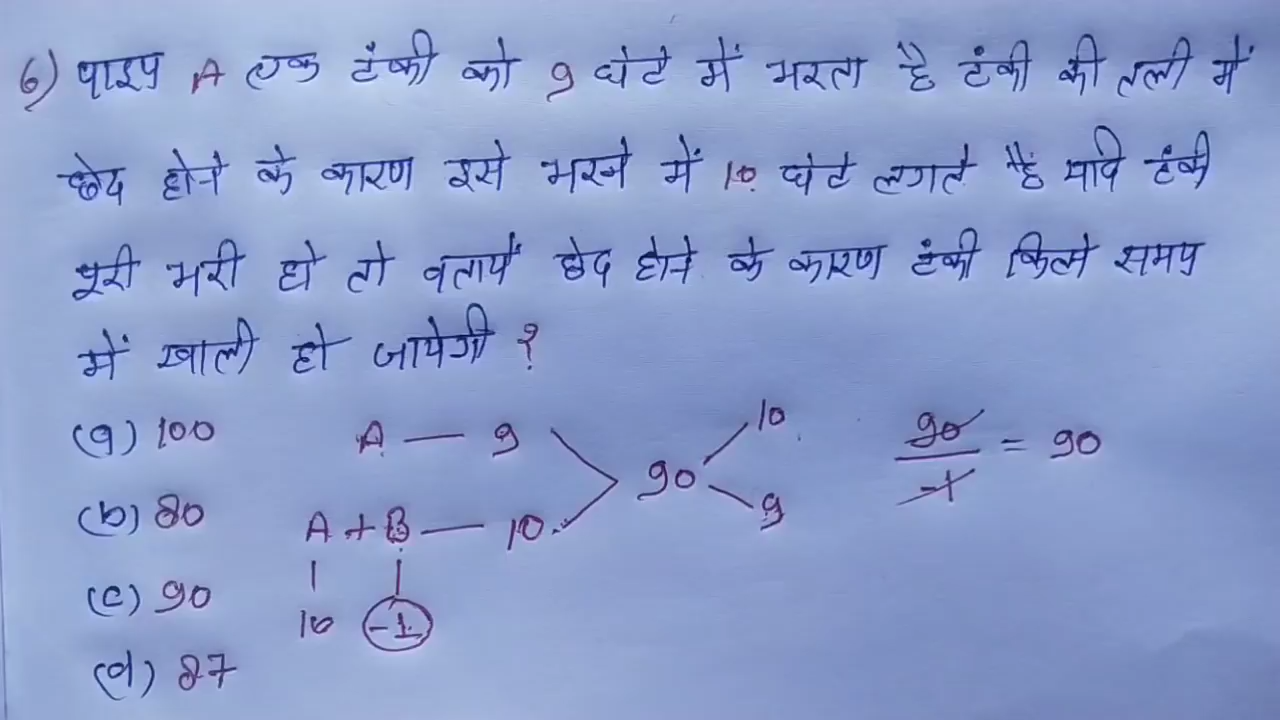 6) पाइप A एक टंकी को 9 घंटे में भरता है टंकी की तली में
छेद होने के कारण इसे भरने में 10 घंटे लगते हैं यदि टंकी
पूरी भरी हो तो बतायें छेद होने के कारण टंकी कितने समय
में खाली हो जायेगी ?
(a) 100
(b) 80
(c) 90
(d) 87
A — 9
A + B — 10
10 -1
90
10
9
90/-1 = 90